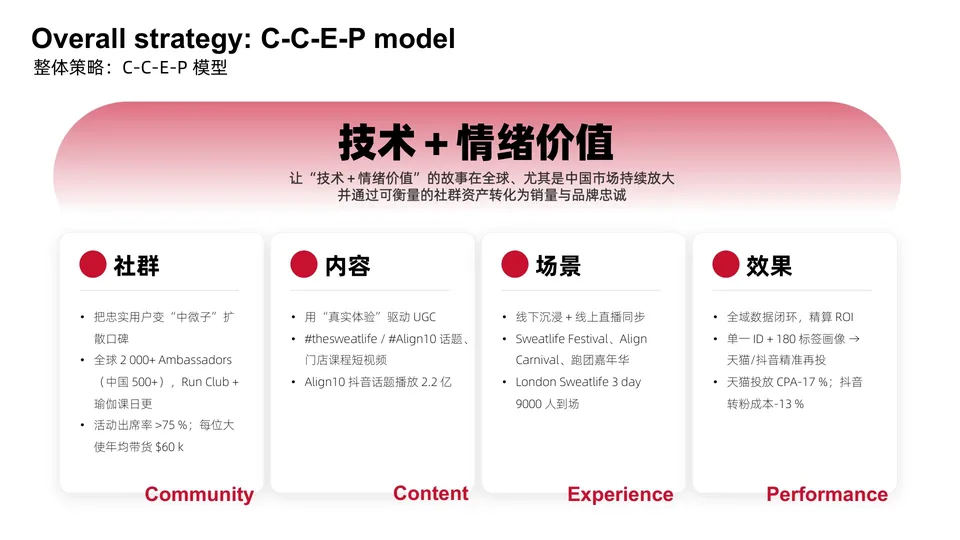 Overall strategy: C-C-E-P model
整体策略：C-C-E-P 模型
技术＋情绪价值
让“技术＋情绪价值”的故事在全球、尤其是中国市场持续放大
并通过可衡量的社群资产转化为销量与品牌忠诚
社群
• 把忠实用户变“中微子”扩
散口碑
• 全球 2 000+ Ambassadors
（中国 500+），Run Club +
瑜伽课日更
• 活动出席率 >75 %；每位大
使年均带货 $60 k
Community
内容
• 用“真实体验”驱动 UGC
• #thesweatlife / #Align10 话题、
门店课程短视频
• Align10 抖音话题播放 2.2 亿
Content
场景
• 线下沉浸 + 线上直播同步
• Sweatlife Festival、Align
Carnival、跑团嘉年华
• London Sweatlife 3 day
9000 人到场
Experience
效果
• 全域数据闭环，精算 ROI
• 单一 ID + 180 标签画像 →
天猫/抖音精准再投
• 天猫投放 CPA-17 %；抖音
转粉成本-13 %
Performance